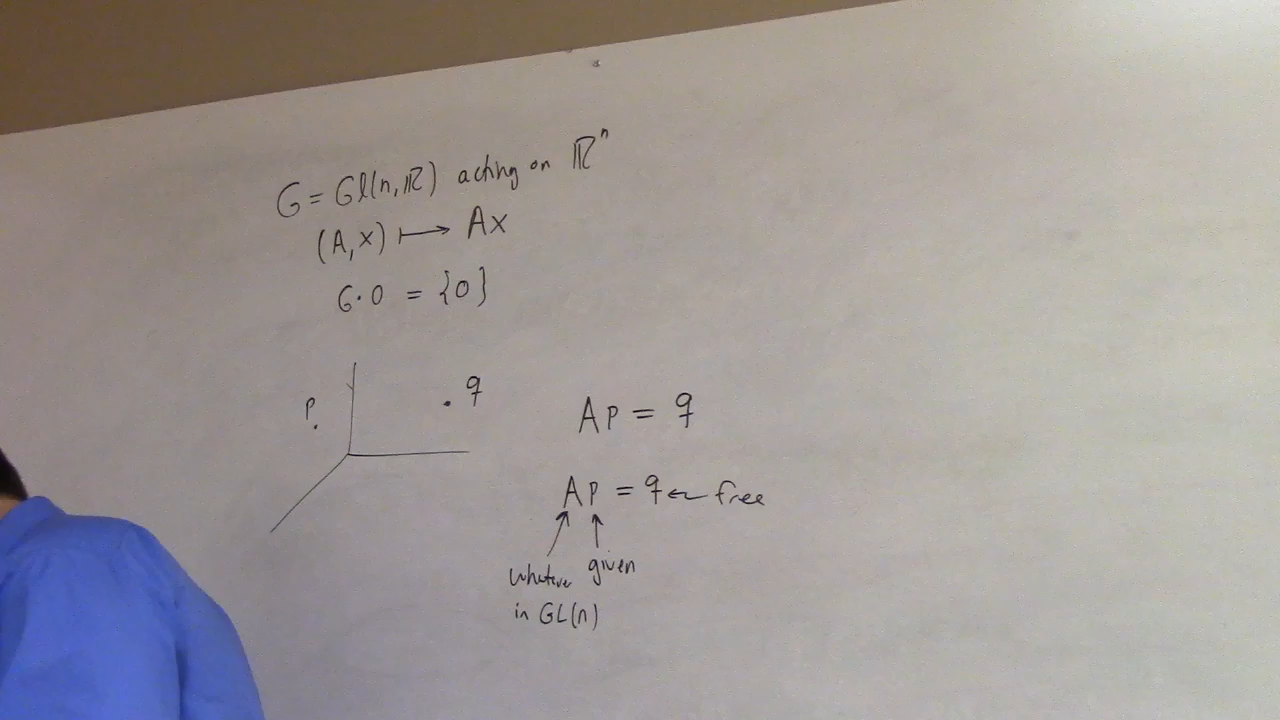 G = Gl(n, ℝ) acting on ℝⁿ
(A, x) ⟼ Ax
G·0 = {0}
p
q
Ap = q
Ap = q ← free
whatever given
in GL(n)